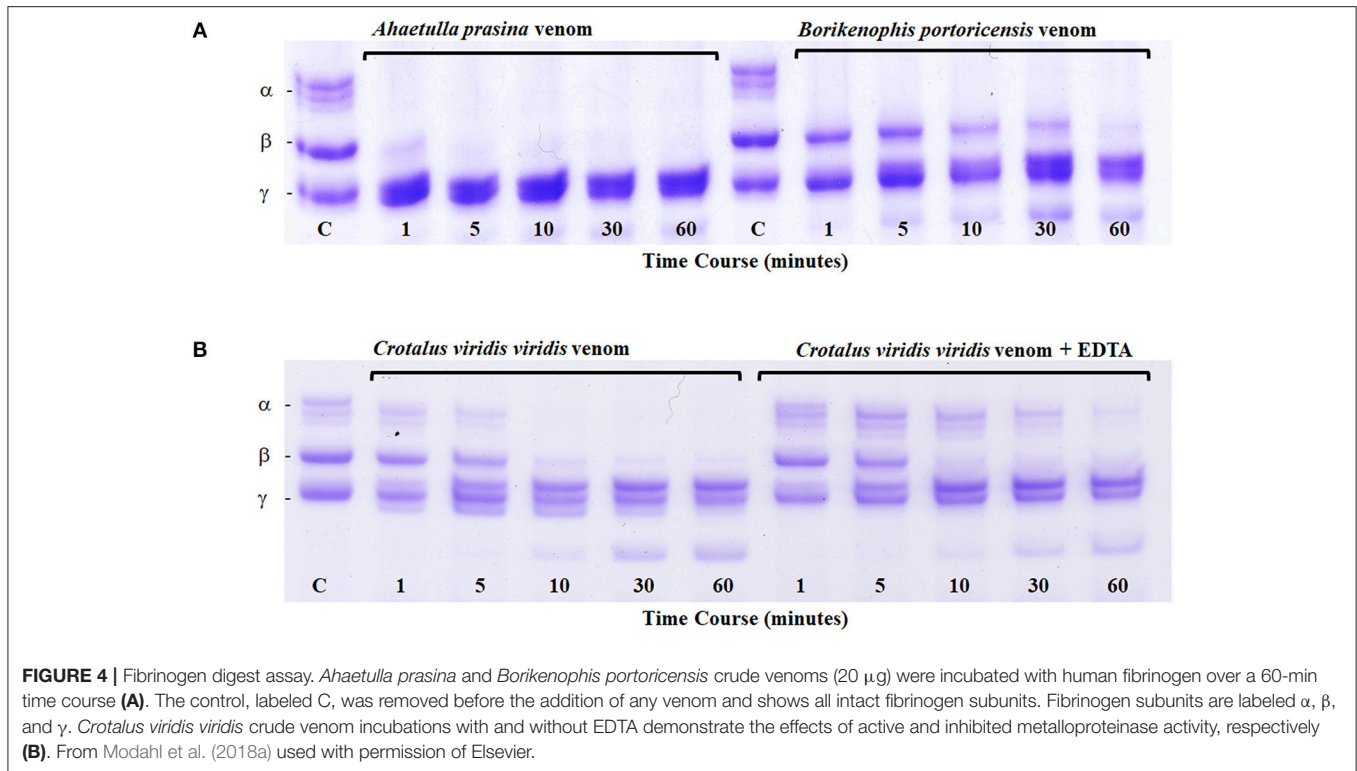 A
Ahaetulla prasina venom
Borikenophis portoricensis venom
α -
β -
γ -
C 1 5 10 30 60 C 1 5 10 30 60
Time Course (minutes)
B
Crotalus viridis viridis venom
Crotalus viridis viridis venom + EDTA
α -
β -
γ -
C 1 5 10 30 60 1 5 10 30 60
Time Course (minutes)
FIGURE 4 | Fibrinogen digest assay. Ahaetulla prasina and Borikenophis portoricensis crude venoms (20 μg) were incubated with human fibrinogen over a 60-min
time course (A). The control, labeled C, was removed before the addition of any venom and shows all intact fibrinogen subunits. Fibrinogen subunits are labeled α, β,
and γ. Crotalus viridis viridis crude venom incubations with and without EDTA demonstrate the effects of active and inhibited metalloproteinase activity, respectively
(B). From Modahl et al. (2018a) used with permission of Elsevier.